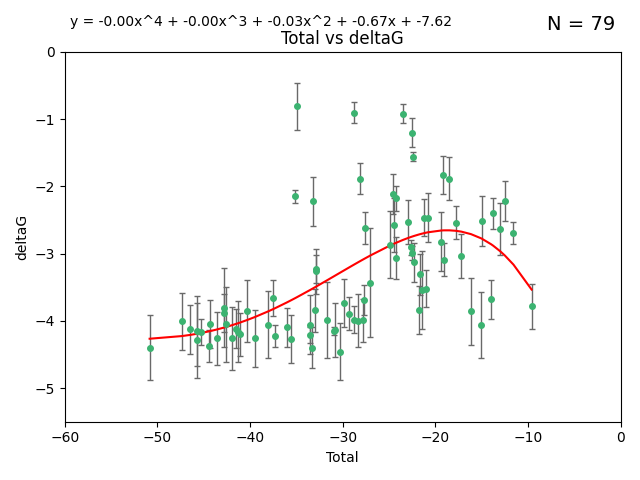 y = -0.00x^4 + -0.00x^3 + -0.03x^2 + -0.67x + -7.62
N = 79
Total vs deltaG
0
−1
−2
−3
−4
−5
deltaG
−60 −50 −40 −30 −20 −10 0
Total